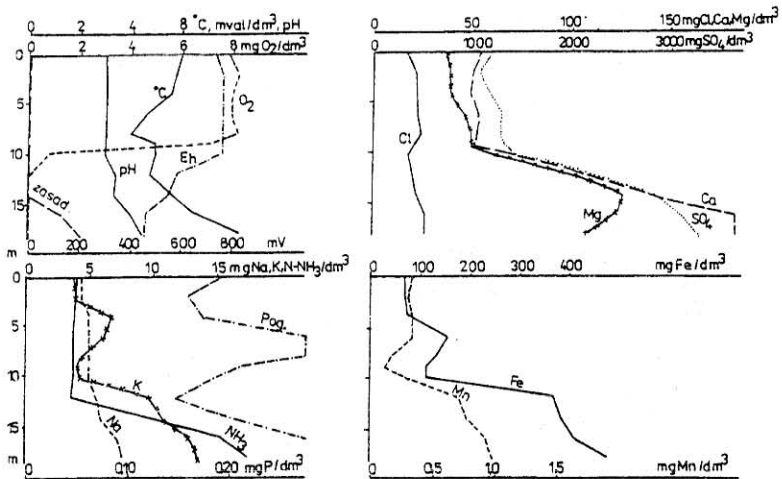 °C, mval/dm³, pH
0 2 4 6 8
0 2 4 6 8
mg O₂/dm³
0
5
10
15
m
°C
O₂
Eh
pH
zasad
0 200 400 600 800
mV
0 50 100 150 mg Cl, Ca, Mg/dm³
0 1000 2000 3000 mg SO₄/dm³
Cl
Ca
Mg
SO₄
0 5 10 15 mg Na, K, N-NH₃/dm³
0
5
10
15
m
Pog.
K
Na
NH₃
0 0,10 0,20 mg P/dm³
0 50 100 150 200 300 400
mg Fe/dm³
Fe
Mn
0 0,5 1,0 1,5 mg Mn/dm³